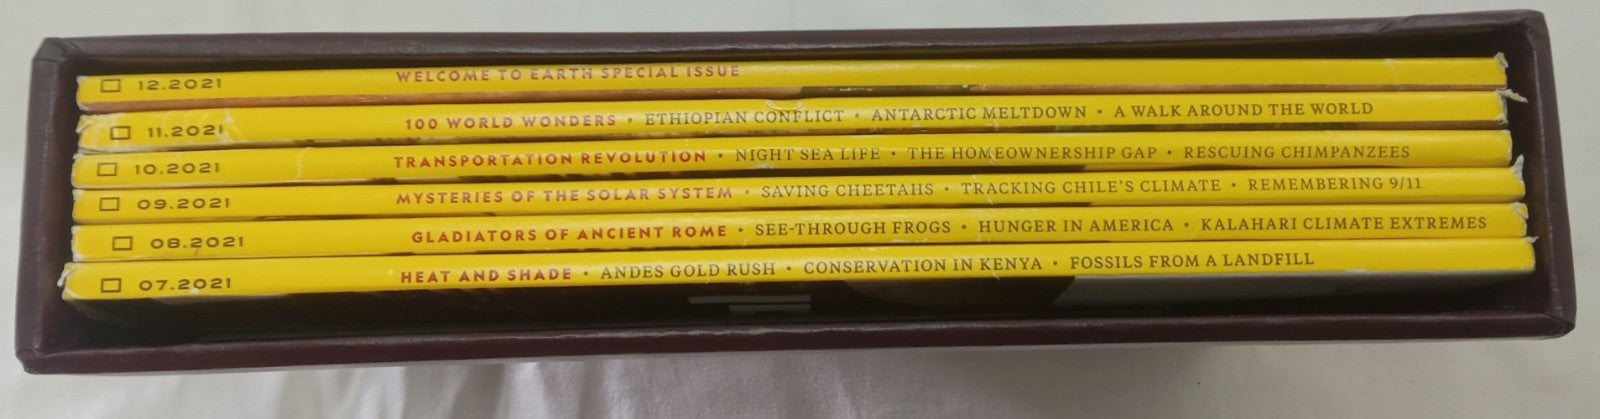 12.2021 WELCOME TO EARTH SPECIAL ISSUE
11.2021 100 WORLD WONDERS • ETHIOPIAN CONFLICT • ANTARCTIC MELTDOWN • A WALK AROUND THE WORLD
10.2021 TRANSPORTATION REVOLUTION • NIGHT SEA LIFE • THE HOMEOWNERSHIP GAP • RESCUING CHIMPANZEES
09.2021 MYSTERIES OF THE SOLAR SYSTEM • SAVING CHEETAHS • TRACKING CHILE'S CLIMATE • REMEMBERING 9/11
08.2021 GLADIATORS OF ANCIENT ROME • SEE-THROUGH FROGS • HUNGER IN AMERICA • KALAHARI CLIMATE EXTREMES
07.2021 HEAT AND SHADE • ANDES GOLD RUSH • CONSERVATION IN KENYA • FOSSILS FROM A LANDFILL